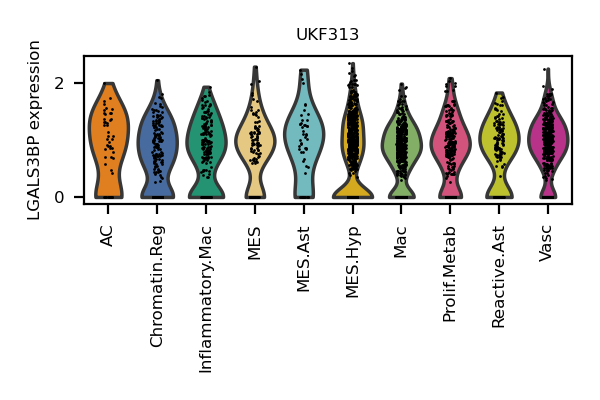 UKF313
LGALS3BP expression
2
0
AC
Chromatin.Reg
Inflammatory.Mac
MES
MES.Ast
MES.Hyp
Mac
Prolif.Metab
Reactive.Ast
Vasc